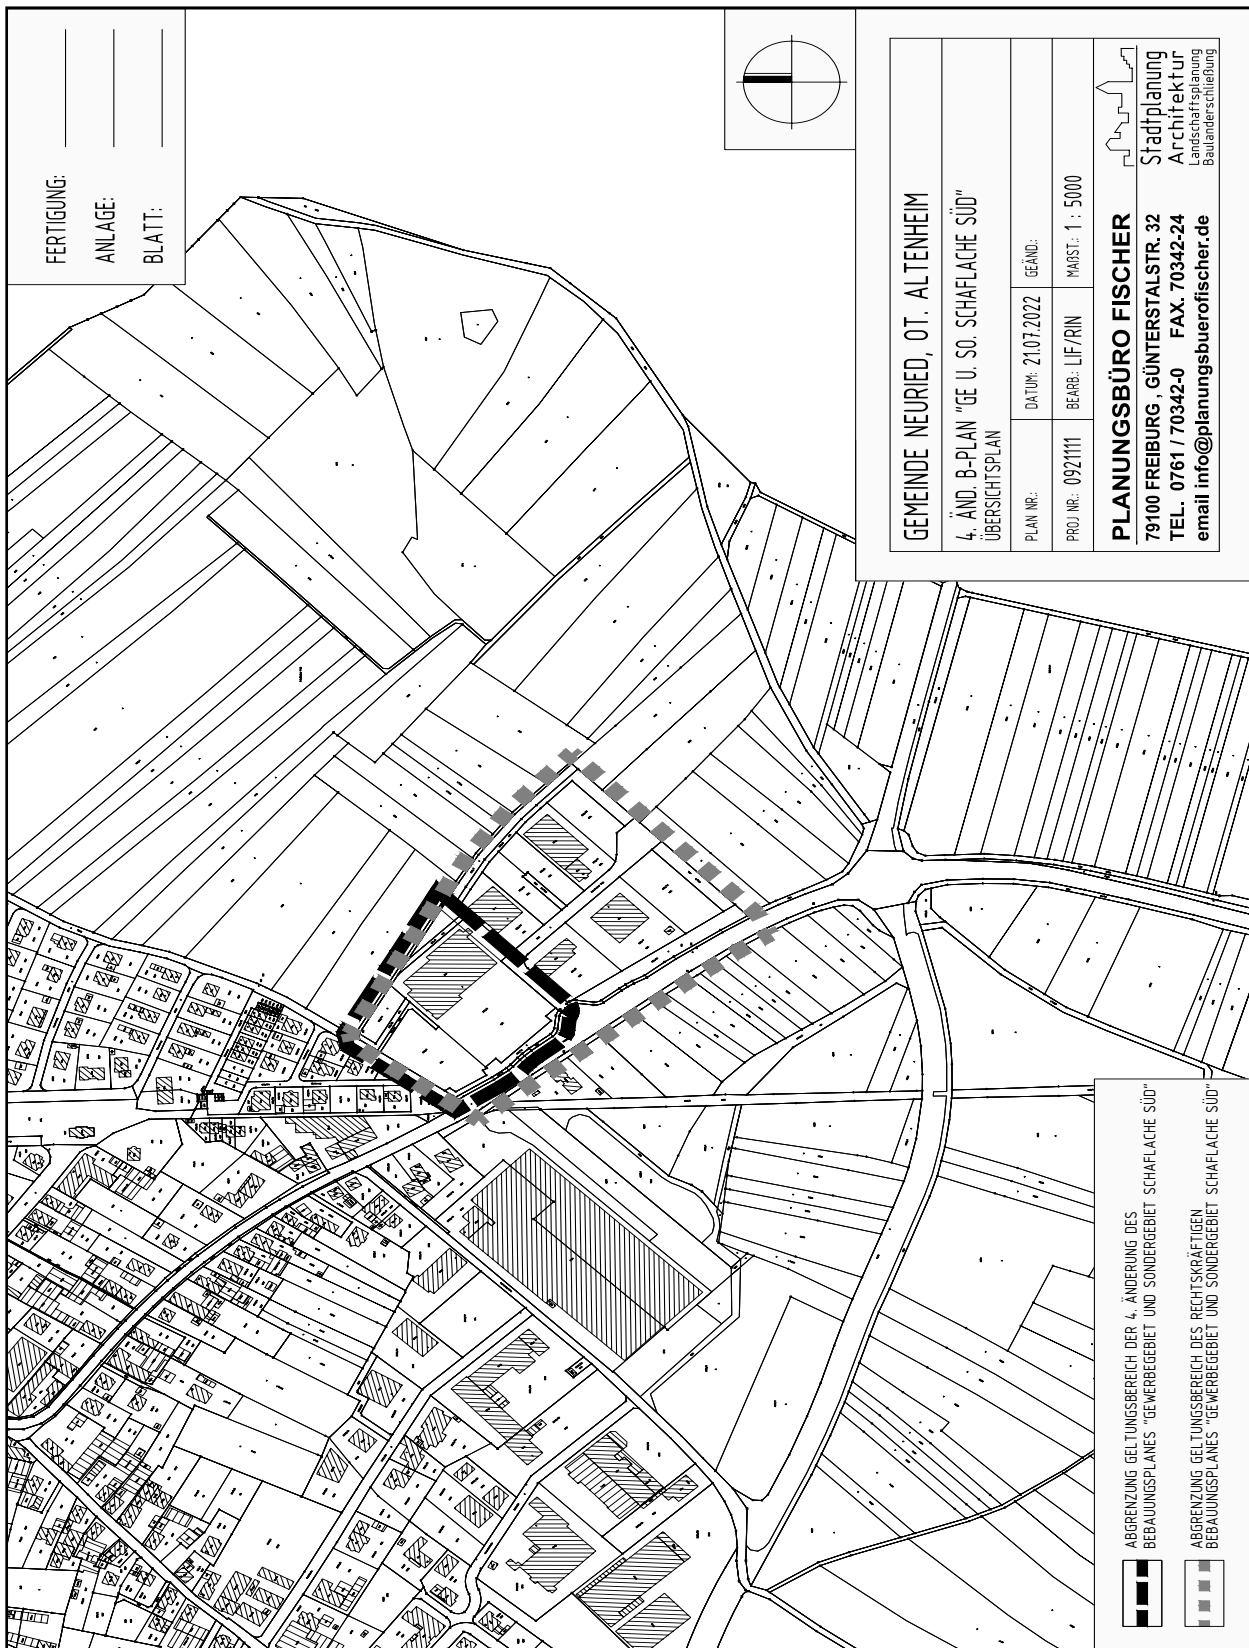 FERTIGUNG:
ANLAGE:
BLATT:
GEMEINDE NEURIED, OT. ALTENHEIM
4. ÄND. B-PLAN "GE U. SO. SCHAFLACHE SÜD"
ÜBERSICHTSPLAN
PLAN NR.:
DATUM: 21.07.2022
GEÄND.:
PROJ NR.: 0921111
BEARB.: LIF/RIN
MAßST.: 1 : 5000
PLANUNGSBÜRO FISCHER
79100 FREIBURG , GÜNTERSTALSTR. 32
TEL. 0761 / 70342-0 FAX. 70342-24
email info@planungsbuerofischer.de
Stadtplanung
Architektur
Landschaftsplanung
Baulanderschließung
ABGRENZUNG GELTUNGSBEREICH DER 4. ÄNDERUNG DES
BEBAUUNGSPLANES "GEWERBEGEBIET UND SONDERGEBIET SCHAFLACHE SÜD"
ABGRENZUNG GELTUNGSBEREICH DES RECHTSKRÄFTIGEN
BEBAUUNGSPLANES "GEWERBEGEBIET UND SONDERGEBIET SCHAFLACHE SÜD"